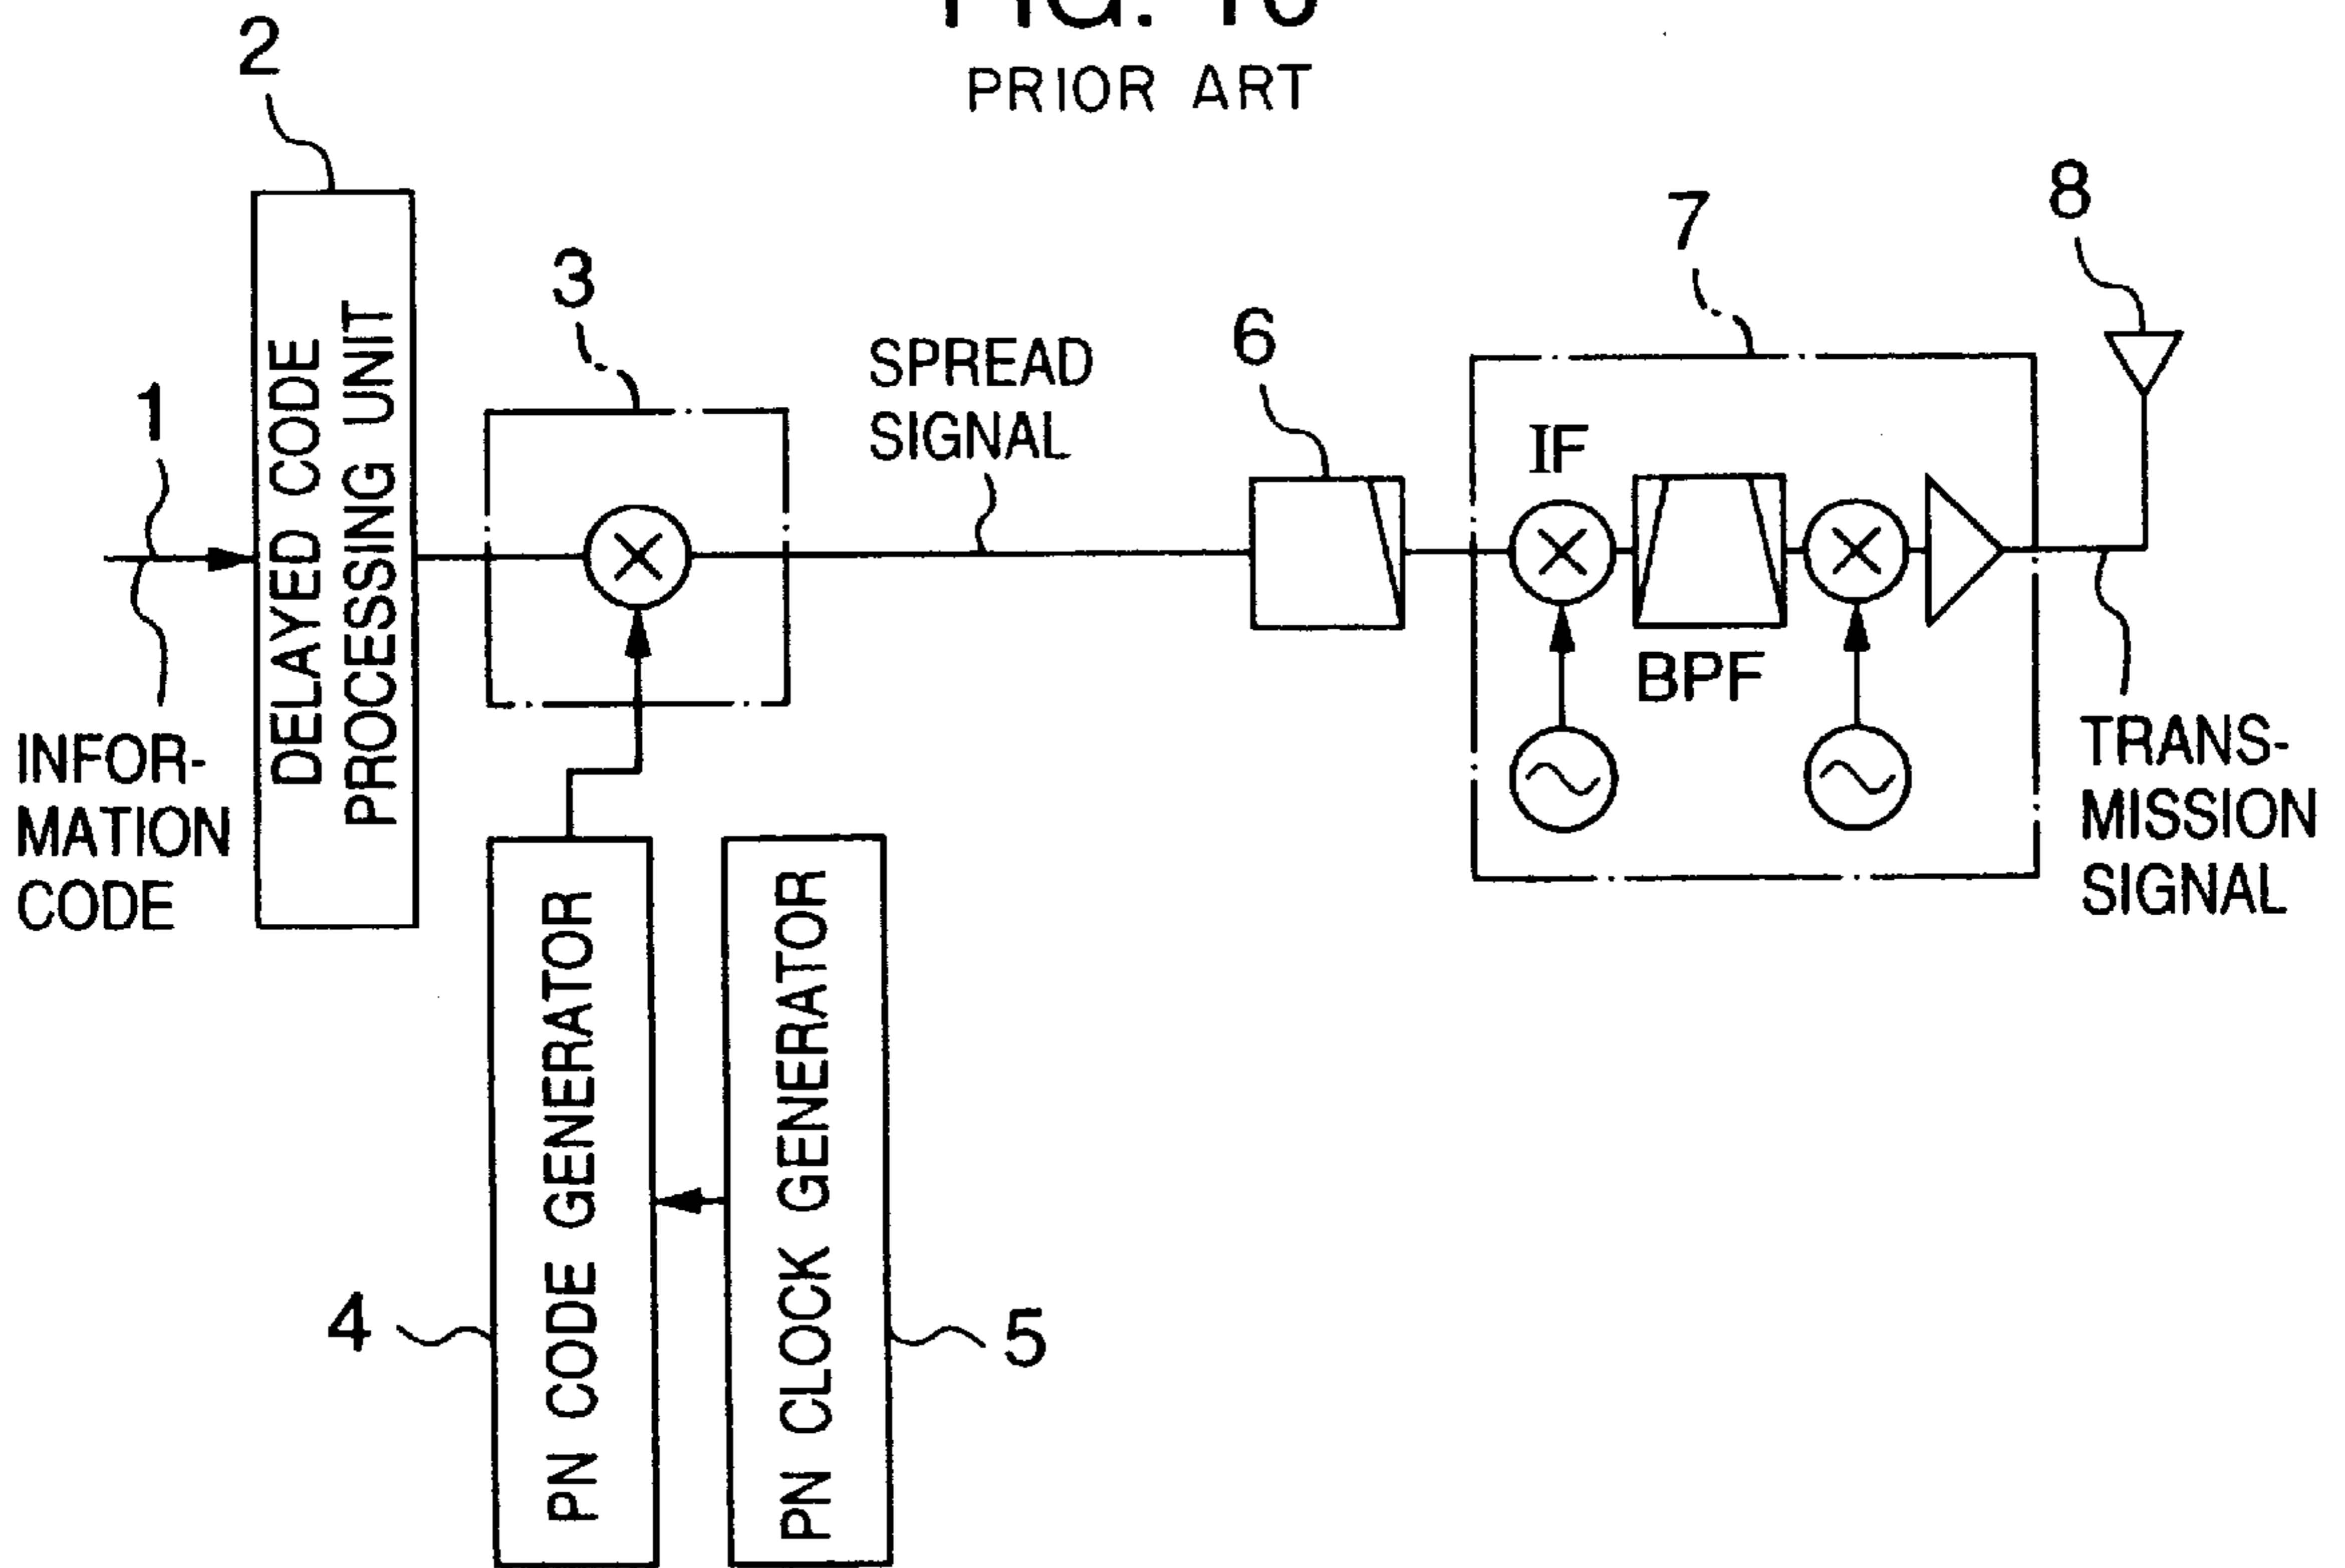 FIG.
PRIOR ART
2
8
7
3
6
SPREAD
SIGNAL
1
IF
DELAYED CODE
PROCESSING UNIT
BPF
INFOR-
MATION
CODE
TRANS-
MISSION
SIGNAL
PN CODE GENERATOR
PN CLOCK GENERATOR
4
5